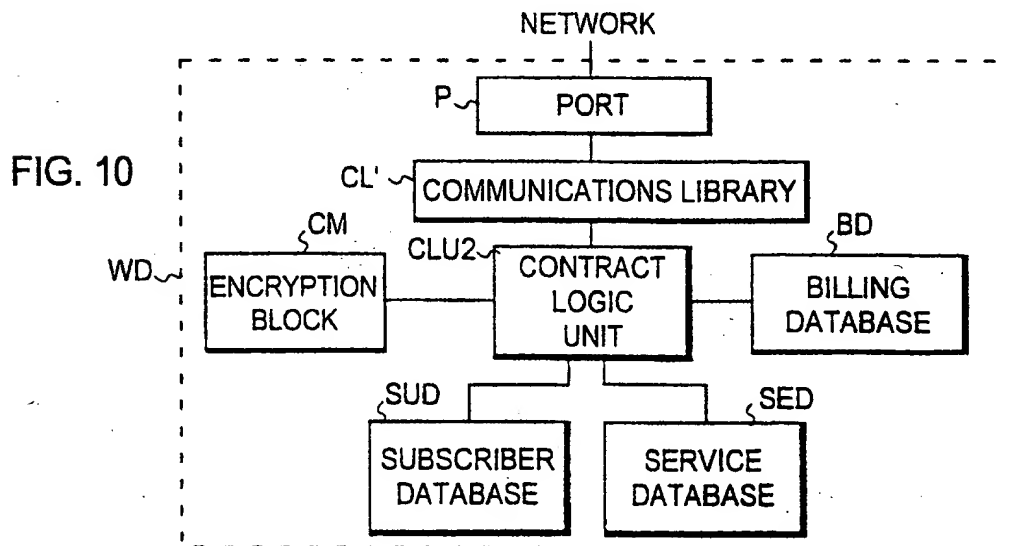 NETWORK
P
PORT
FIG. 10
CL'
COMMUNICATIONS LIBRARY
CM
CLU2
BD
WD
ENCRYPTION
BLOCK
CONTRACT
LOGIC
UNIT
BILLING
DATABASE
SUD
SED
SUBSCRIBER
DATABASE
SERVICE
DATABASE